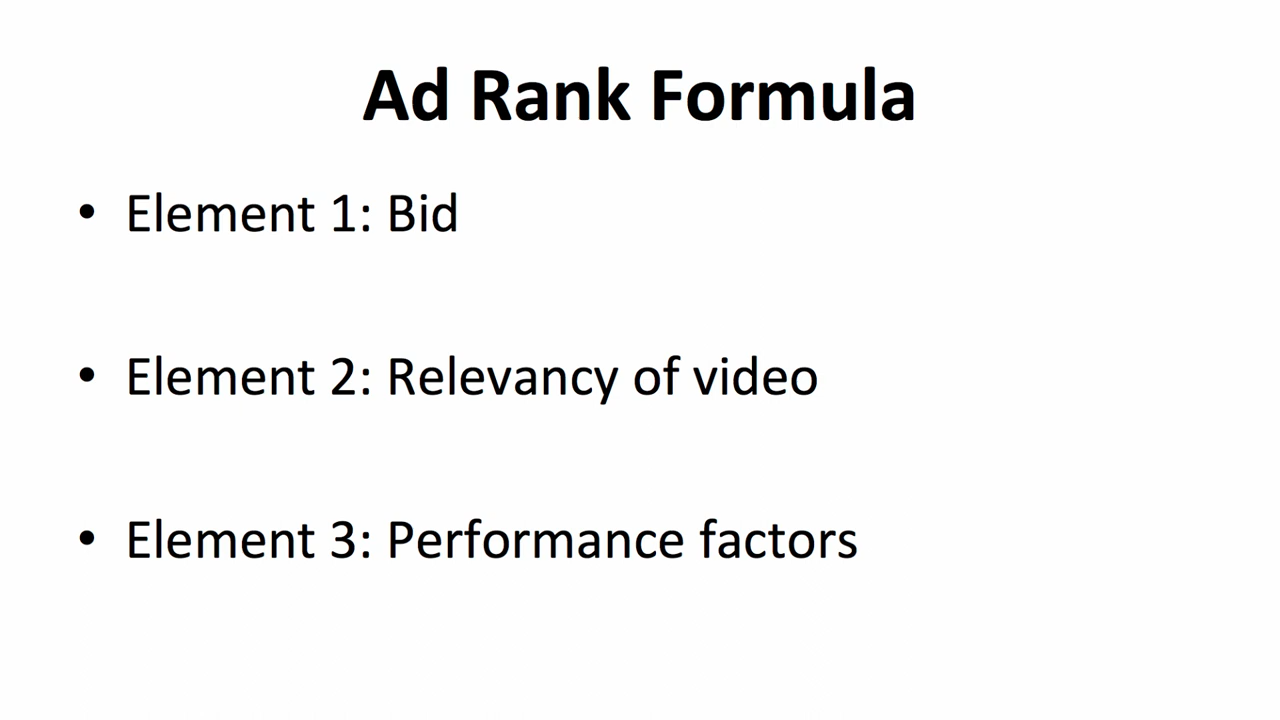 Ad Rank Formula
• Element 1: Bid
• Element 2: Relevancy of video
• Element 3: Performance factors